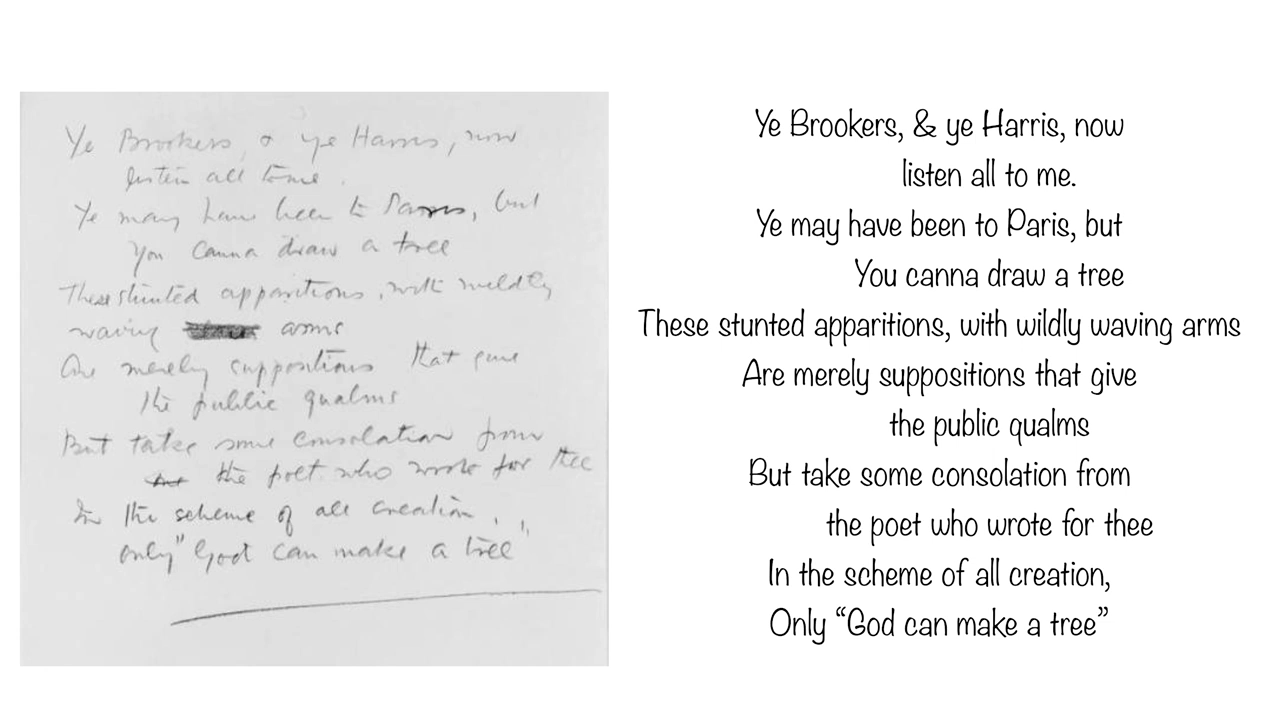 Ye Brookers, & ye Harris, now
listen all to me.
Ye may have been to Paris, but
You canna draw a tree
These stunted apparitions, with wildly
waving arms
Are merely suppositions that give
the public qualms
But take some consolation from
the poet who wrote for thee
In the scheme of all creation,
only "God can make a tree"
Ye Brookers, & ye Harris, now
listen all to me.
Ye may have been to Paris, but
You canna draw a tree
These stunted apparitions, with wildly waving arms
Are merely suppositions that give
the public qualms
But take some consolation from
the poet who wrote for thee
In the scheme of all creation,
Only “God can make a tree”